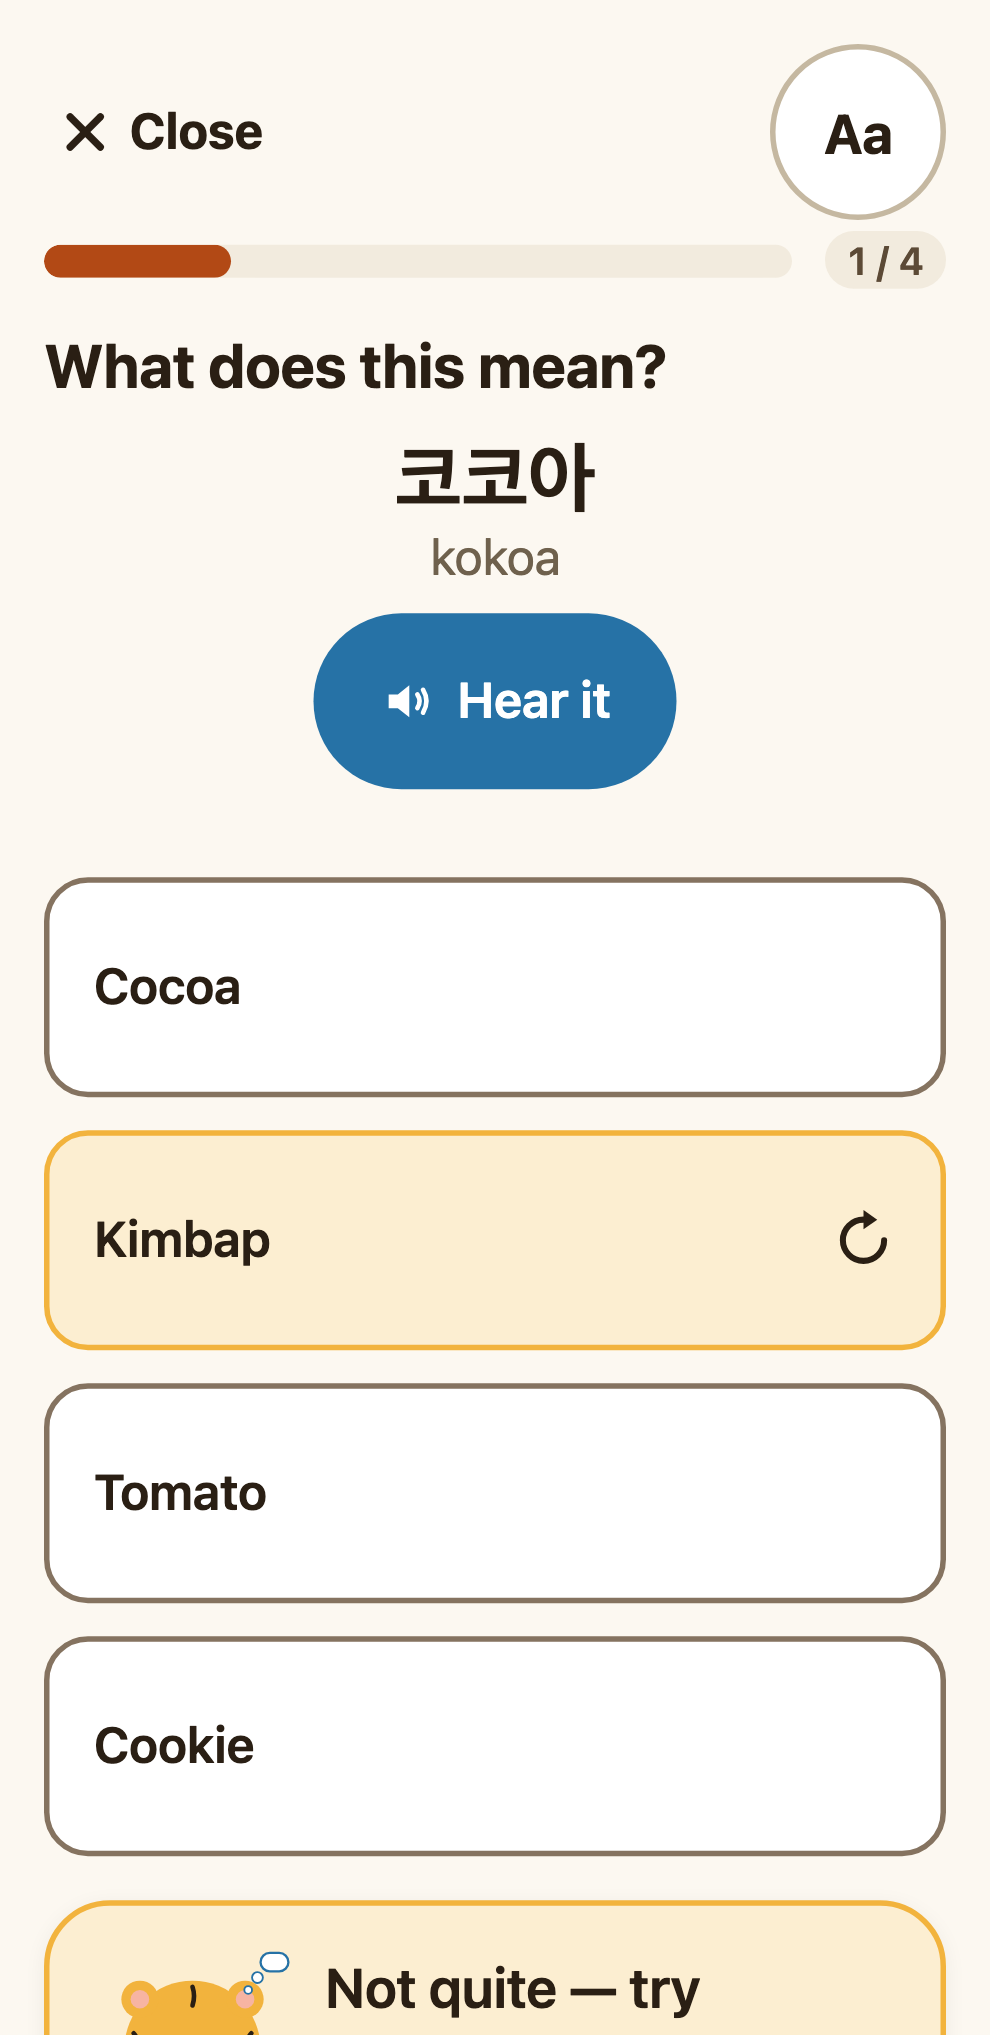 Close
Aa
1 / 4
What does this mean?
코코아
kokoa
Hear it
Cocoa
Kimbap
Tomato
Cookie
Not quite — try